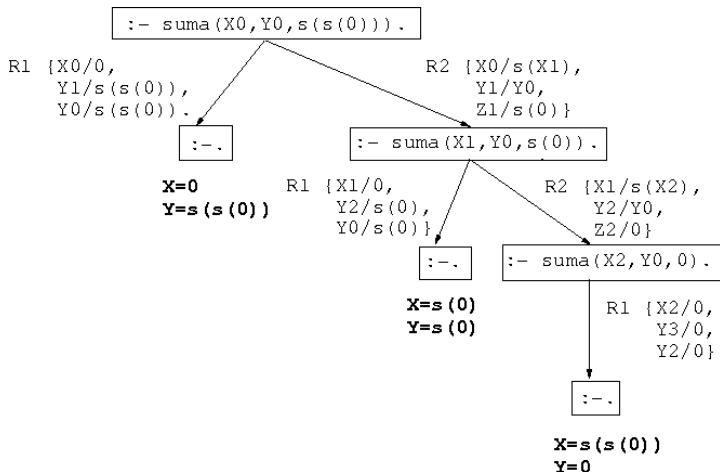 :- suma(X0,Y0,s(s(0))).
R1 {X0/0,
Y1/s(s(0)),
Y0/s(s(0)).
R2 {X0/s(X1),
Y1/Y0,
Z1/s(0)}
:-.
X=0
Y=s(s(0))
:- suma(X1,Y0,s(0)).
R1 {X1/0,
Y2/s(0),
Y0/s(0)}
R2 {X1/s(X2),
Y2/Y0,
Z2/0}
:-.
X=s(0)
Y=s(0)
:- suma(X2,Y0,0).
R1 {X2/0,
Y3/0,
Y2/0}
:-.
X=s(s(0))
Y=0